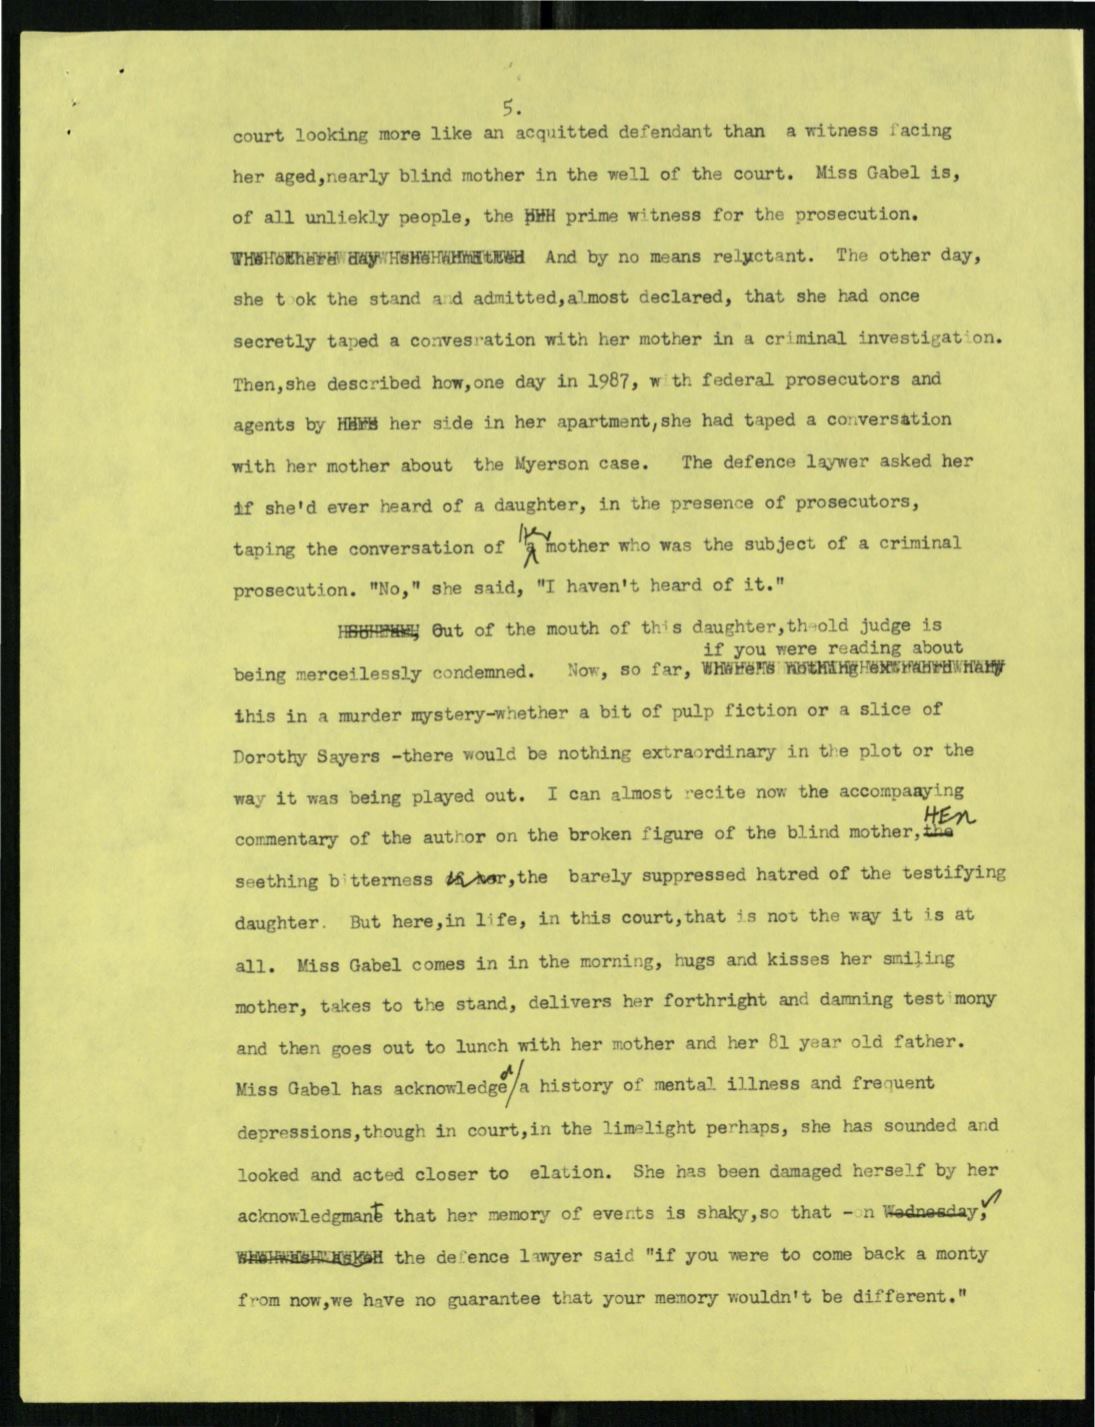 5.
court looking more like an acquitted defendant than a witness facing
her aged,nearly blind mother in the well of the court. Miss Gabel is,
of all unliekly people, the prime witness for the prosecution.
And by no means reluctant. The other day,
she took the stand and admitted,almost declared, that she had once
secretly taped a convesration with her mother in a criminal investigation.
Then,she described how,one day in 1987, with federal prosecutors and
agents by her side in her apartment,she had taped a conversation
with her mother about the Myerson case. The defence laywer asked her
if she'd ever heard of a daughter, in the presence of prosecutors,
her
taping the conversation of a mother who was the subject of a criminal
prosecution. "No," she said, "I haven't heard of it."
Out of the mouth of this daughter,theold judge is
if you were reading about
being merceilessly condemned. Now, so far,
this in a murder mystery-whether a bit of pulp fiction or a slice of
Dorothy Sayers -there would be nothing extraordinary in the plot or the
way it was being played out. I can almost recite now the accompaaying
HER
commentary of the author on the broken figure of the blind mother,the
seething bitterness in her,the barely suppressed hatred of the testifying
daughter. But here,in life, in this court,that is not the way it is at
all. Miss Gabel comes in in the morning, hugs and kisses her smiling
mother, takes to the stand, delivers her forthright and damning testimony
and then goes out to lunch with her mother and her 81 year old father.
Miss Gabel has acknowledged/a history of mental illness and frequent
depressions,though in court,in the limelight perhaps, she has sounded and
looked and acted closer to elation. She has been damaged herself by her
acknowledgmant that her memory of events is shaky,so that - on Wednesday,
the defence lawyer said "if you were to come back a monty
from now,we have no guarantee that your memory wouldn't be different."